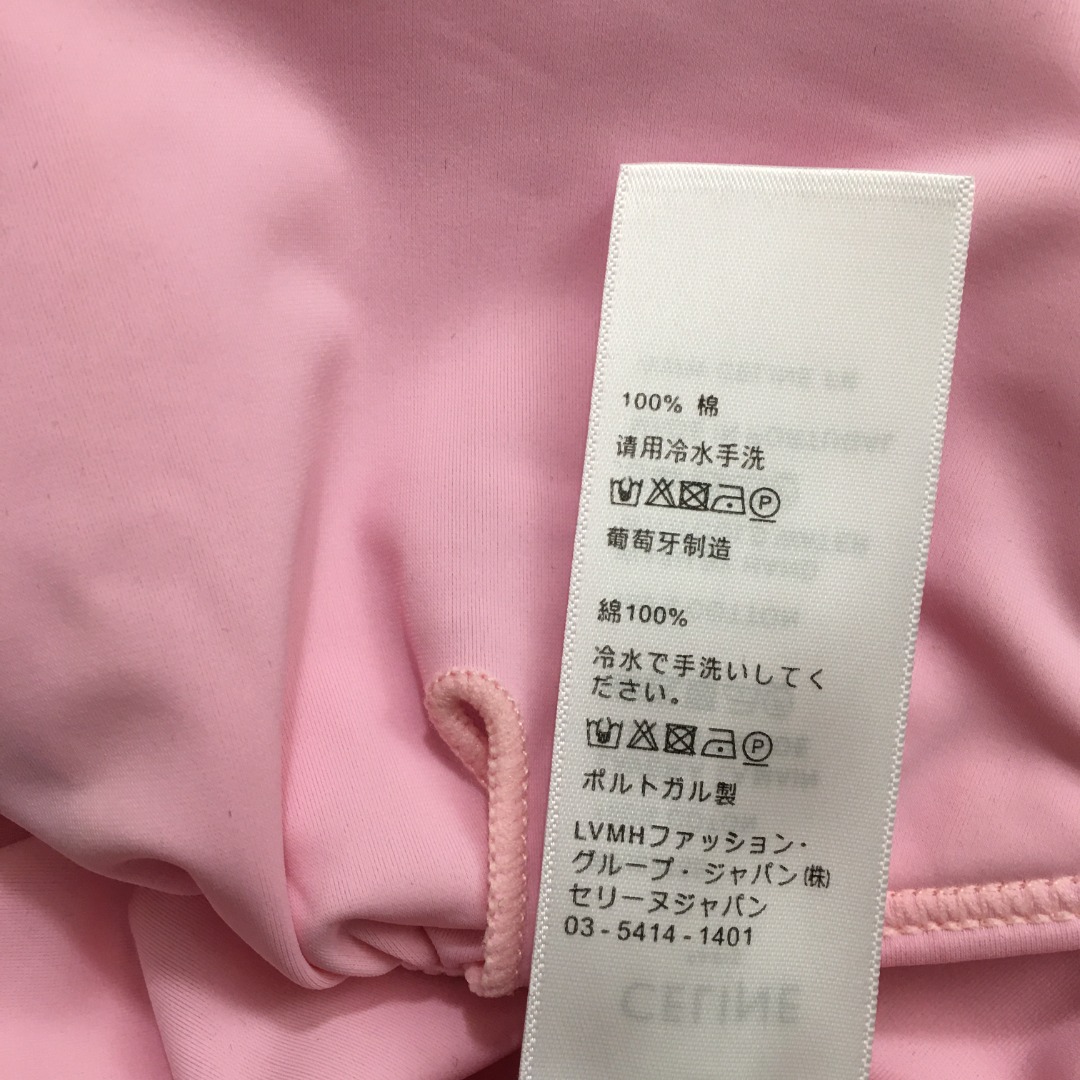 100% 棉
请用冷水手洗
P
葡萄牙制造
綿100%
冷水で手洗いしてく
ださい。
P
ポルトガル製
LVMHファッション・
グループ・ジャパン㈱
セリーヌジャパン
03 - 5414 - 1401
CELINE